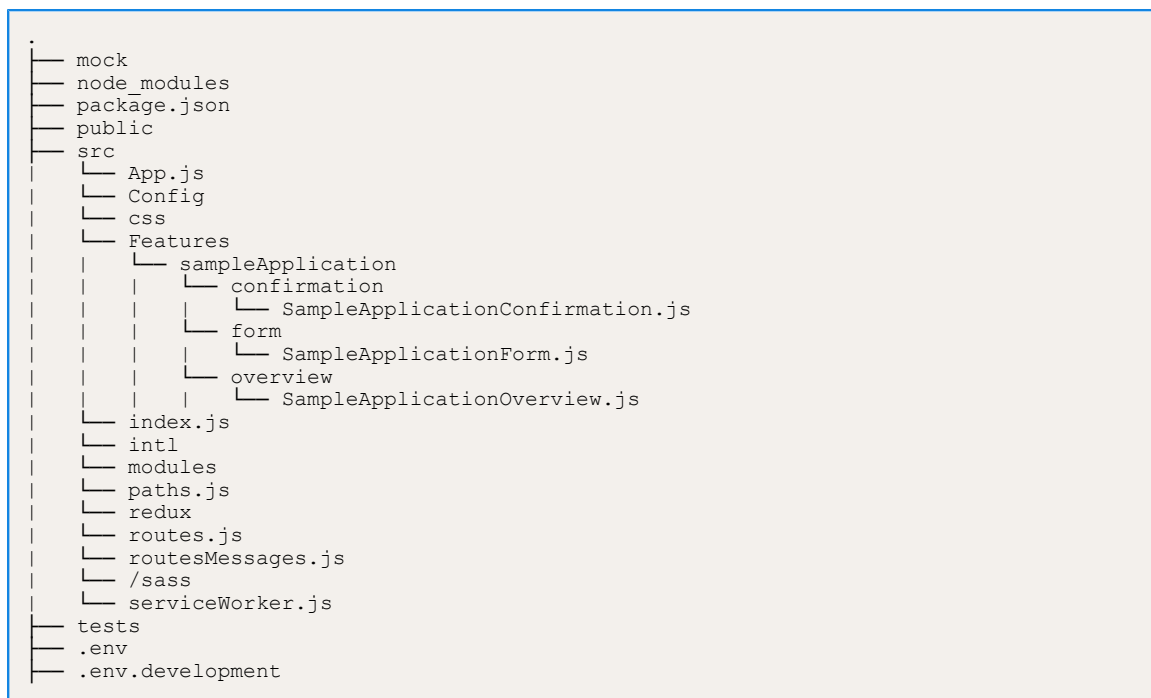 .
├── mock
├── node_modules
├── package.json
├── public
├── src
|   └── App.js
|   └── Config
|   └── css
|   └── Features
|   |   └── sampleApplication
|   |   |   └── confirmation
|   |   |   |   └── SampleApplicationConfirmation.js
|   |   |   └── form
|   |   |   |   └── SampleApplicationForm.js
|   |   |   └── overview
|   |   |   |   └── SampleApplicationOverview.js
|   └── index.js
|   └── intl
|   └── modules
|   └── paths.js
|   └── redux
|   └── routes.js
|   └── routesMessages.js
|   └── /sass
|   └── serviceWorker.js
├── tests
├── .env
├── .env.development